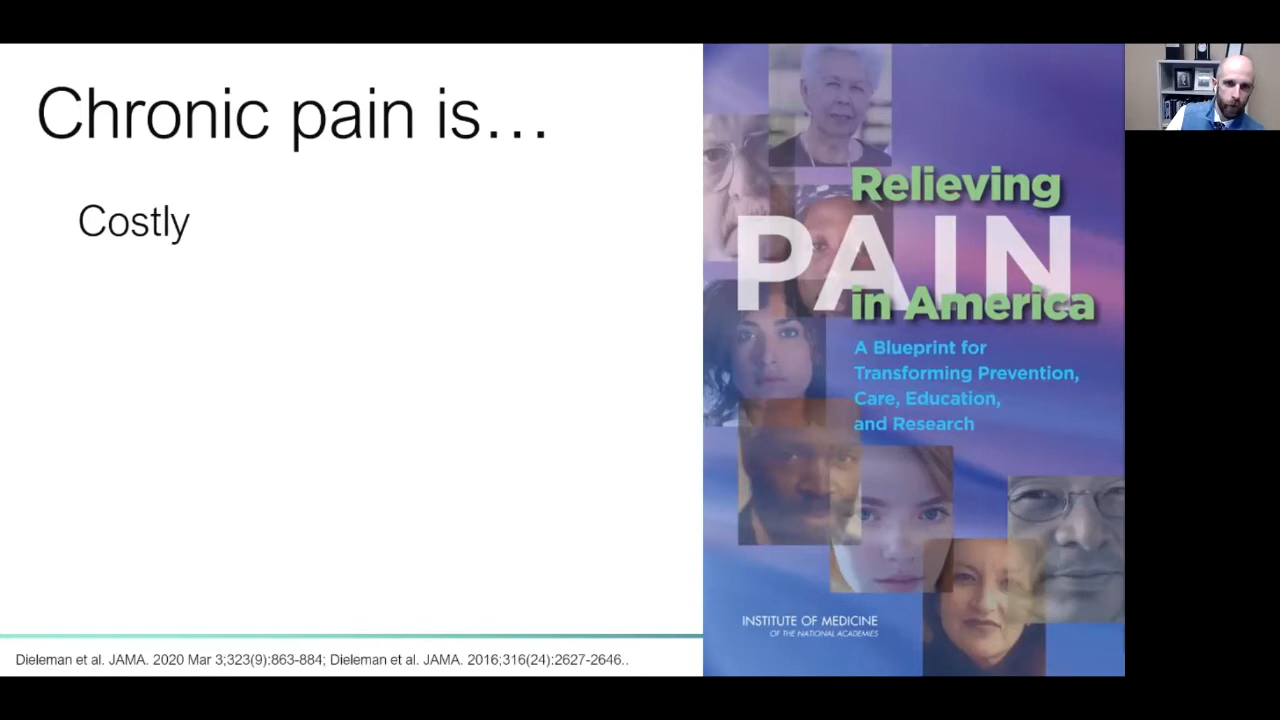 Chronic pain is…
Costly
Dieleman et al. JAMA. 2020 Mar 3;323(9):863-884; Dieleman et al. JAMA. 2016;316(24):2627-2646..
Relieving
PAIN
in America
A Blueprint for
Transforming Prevention,
Care, Education,
and Research
INSTITUTE OF MEDICINE
OF THE NATIONAL ACADEMIES